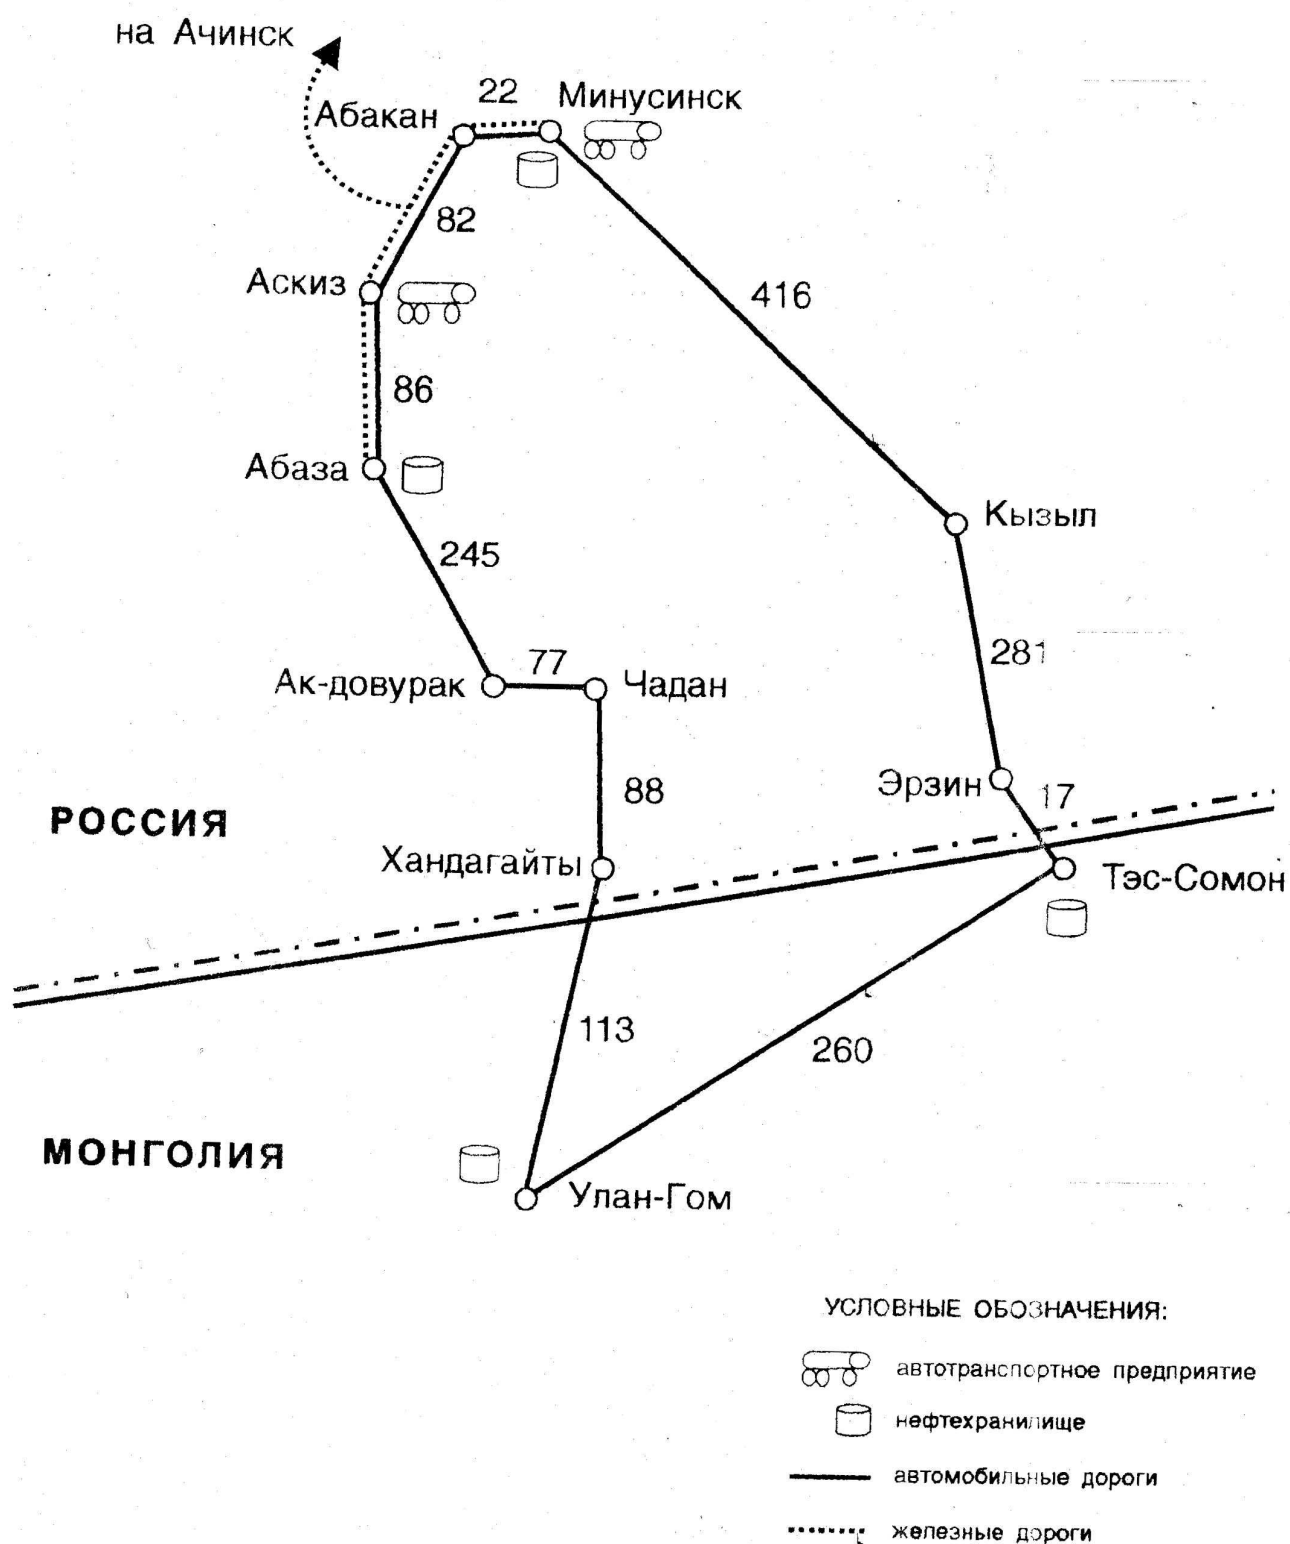 на Ачинск
22
Минусинск
Абакан
82
Аскиз
416
86
Абаза
Кызыл
245
281
77
Ак-довурак
Чадан
Эрзин
17
88
РОССИЯ
Хандагайты
Тэс-Сомон
113
260
МОНГОЛИЯ
Улан-Гом
УСЛОВНЫЕ ОБОЗНАЧЕНИЯ:
автотранспортное предприятие
нефтехранилище
автомобильные дороги
железные дороги